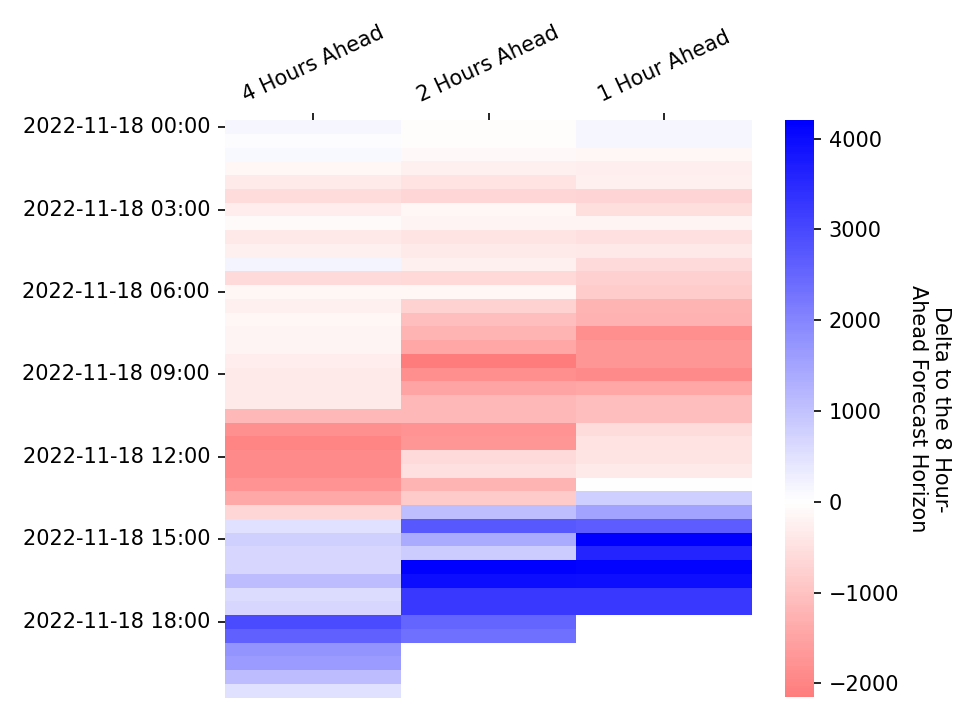 4 Hours Ahead
2 Hours Ahead
1 Hour Ahead
2022-11-18 00:00
2022-11-18 03:00
2022-11-18 06:00
2022-11-18 09:00
2022-11-18 12:00
2022-11-18 15:00
2022-11-18 18:00
4000
3000
2000
1000
0
−1000
−2000
Delta to the 8 Hour-
Ahead Forecast Horizon